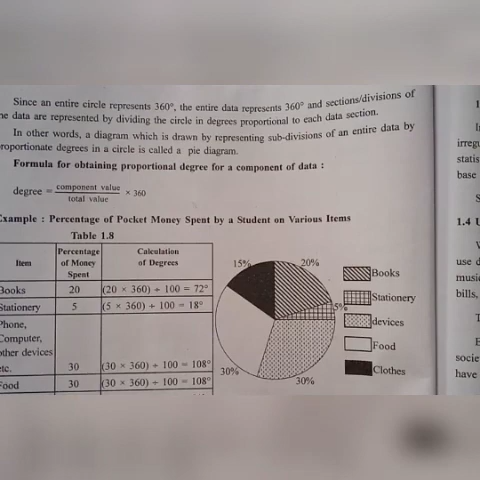 Since an entire circle represents 360°, the entire data represents 360° and sections/divisions of
the data are represented by dividing the circle in degrees proportional to each data section.
In other words, a diagram which is drawn by representing sub-divisions of an entire data by
proportionate degrees in a circle is called a pie diagram.
Formula for obtaining proportional degree for a component of data :
degree = component value / total value × 360
Example : Percentage of Pocket Money Spent by a Student on Various Items
Table 1.8
Item Percentage of Money Spent Calculation of Degrees
Books 20 (20 × 360) ÷ 100 = 72°
Stationery 5 (5 × 360) ÷ 100 = 18°
Phone,
Computer,
other devices
etc. 30 (30 × 360) ÷ 100 = 108°
Food 30 (30 × 360) ÷ 100 = 108°
15% 20%
5%
30%
30%
Books
Stationery
devices
Food
Clothes
1
I
irregu
statis
base
S
1.4 U
V
use d
music
bills,
T
E
socie
have